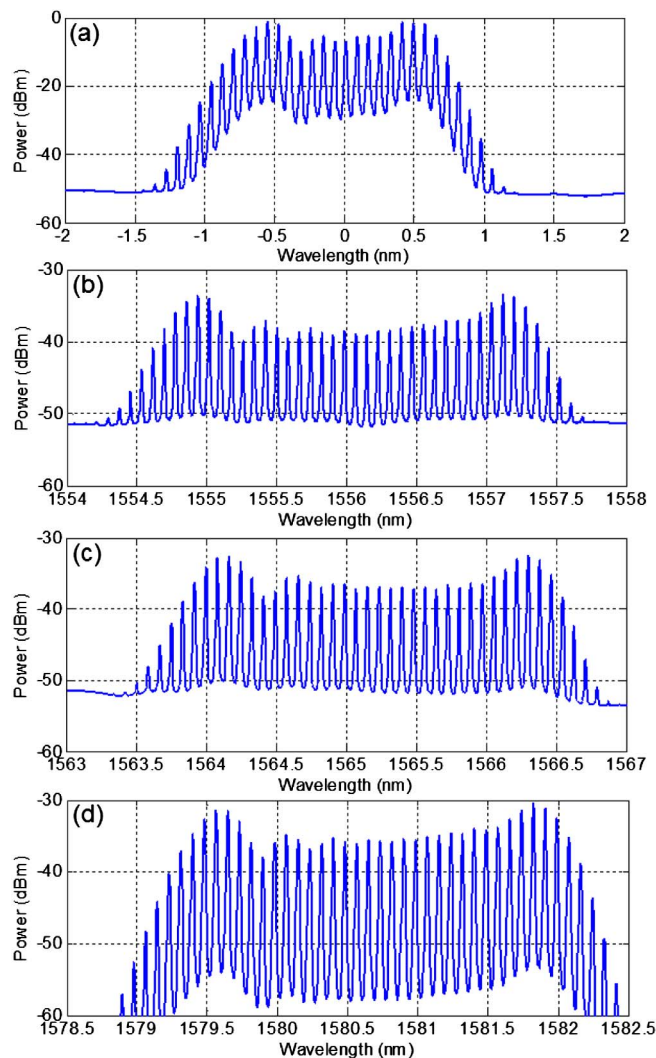 (a)
Power (dBm)
0
-20
-40
-60
-2 -1.5 -1 -0.5 0 0.5 1 1.5 2
Wavelength (nm)
(b)
Power (dBm)
-30
-40
-50
-60
1554 1554.5 1555 1555.5 1556 1556.5 1557 1557.5 1558
Wavelength (nm)
(c)
Power (dBm)
-30
-40
-50
-60
1563 1563.5 1564 1564.5 1565 1565.5 1566 1566.5 1567
Wavelength (nm)
(d)
Power (dBm)
-30
-40
-50
-60
1578.5 1579 1579.5 1580 1580.5 1581 1581.5 1582 1582.5
Wavelength (nm)